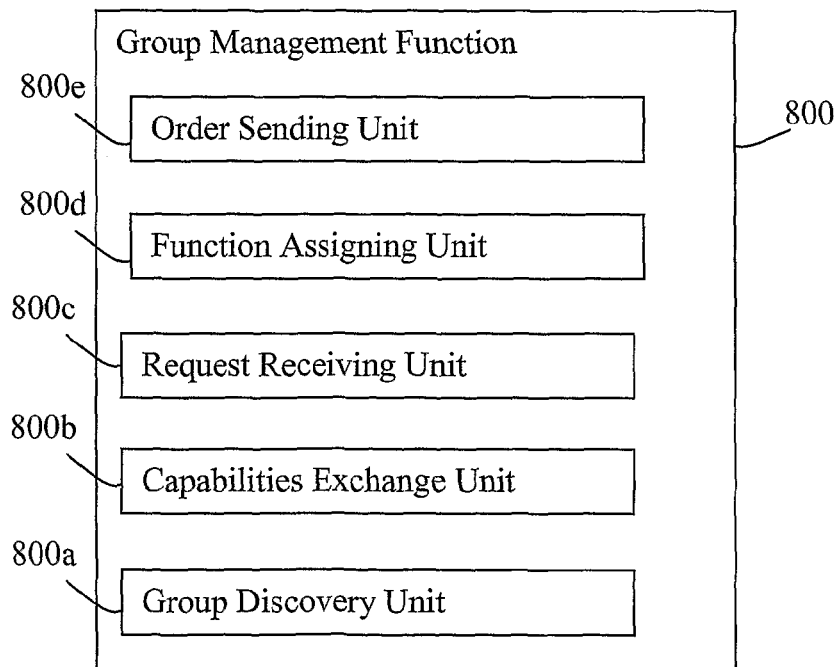 Group Management Function
800e
Order Sending Unit
800
800d
Function Assigning Unit
800c
Request Receiving Unit
800b
Capabilities Exchange Unit
800a
Group Discovery Unit